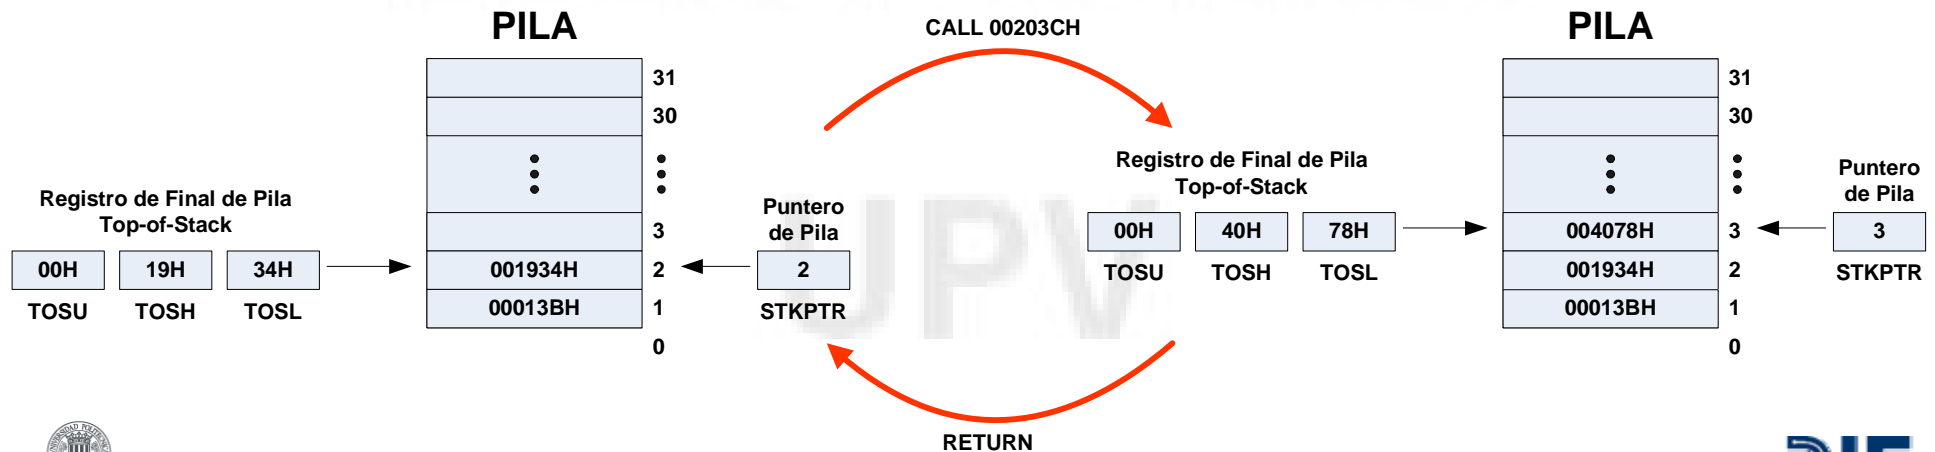 PILA
31
30
3
001934H
2
00013BH
1
0
Registro de Final de Pila
Top-of-Stack
00H
19H
34H
TOSU
TOSH
TOSL
Puntero
de Pila
2
STKPTR
CALL 00203CH
RETURN
UPV
Registro de Final de Pila
Top-of-Stack
00H
40H
78H
TOSU
TOSH
TOSL
PILA
31
30
004078H
3
001934H
2
00013BH
1
0
Puntero
de Pila
3
STKPTR